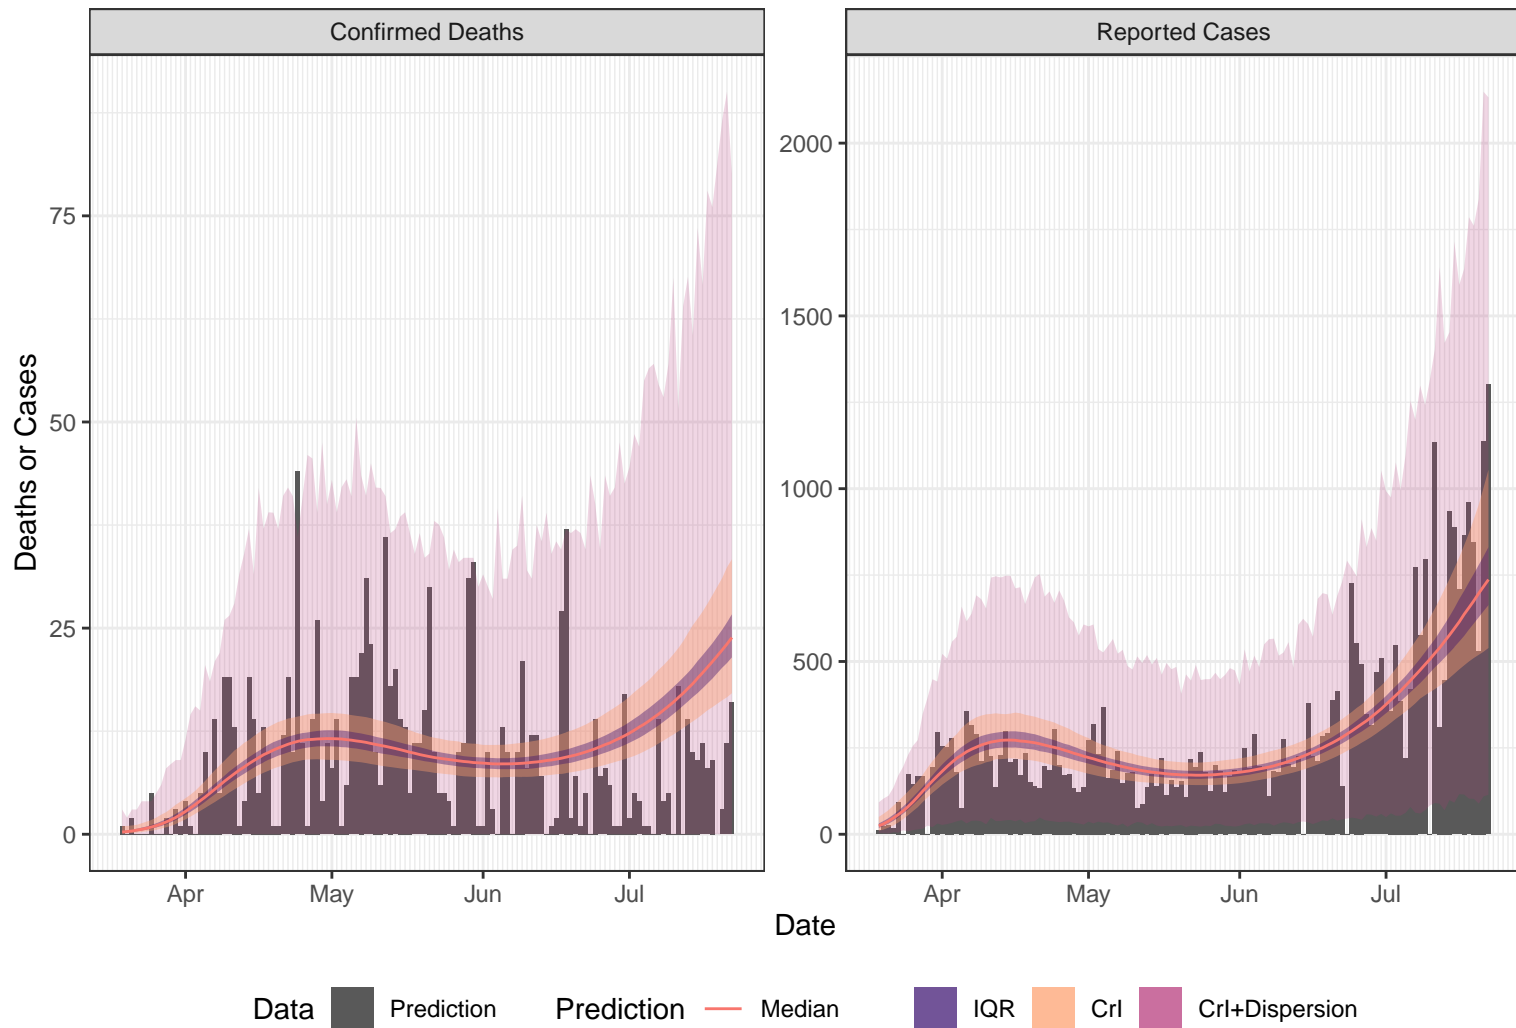 Confirmed Deaths
Reported Cases
Deaths or Cases
75
50
25
0
2000
1500
1000
500
0
Apr
May
Jun
Jul
Apr
May
Jun
Jul
Date
Data Prediction Prediction Median IQR CrI CrI+Dispersion